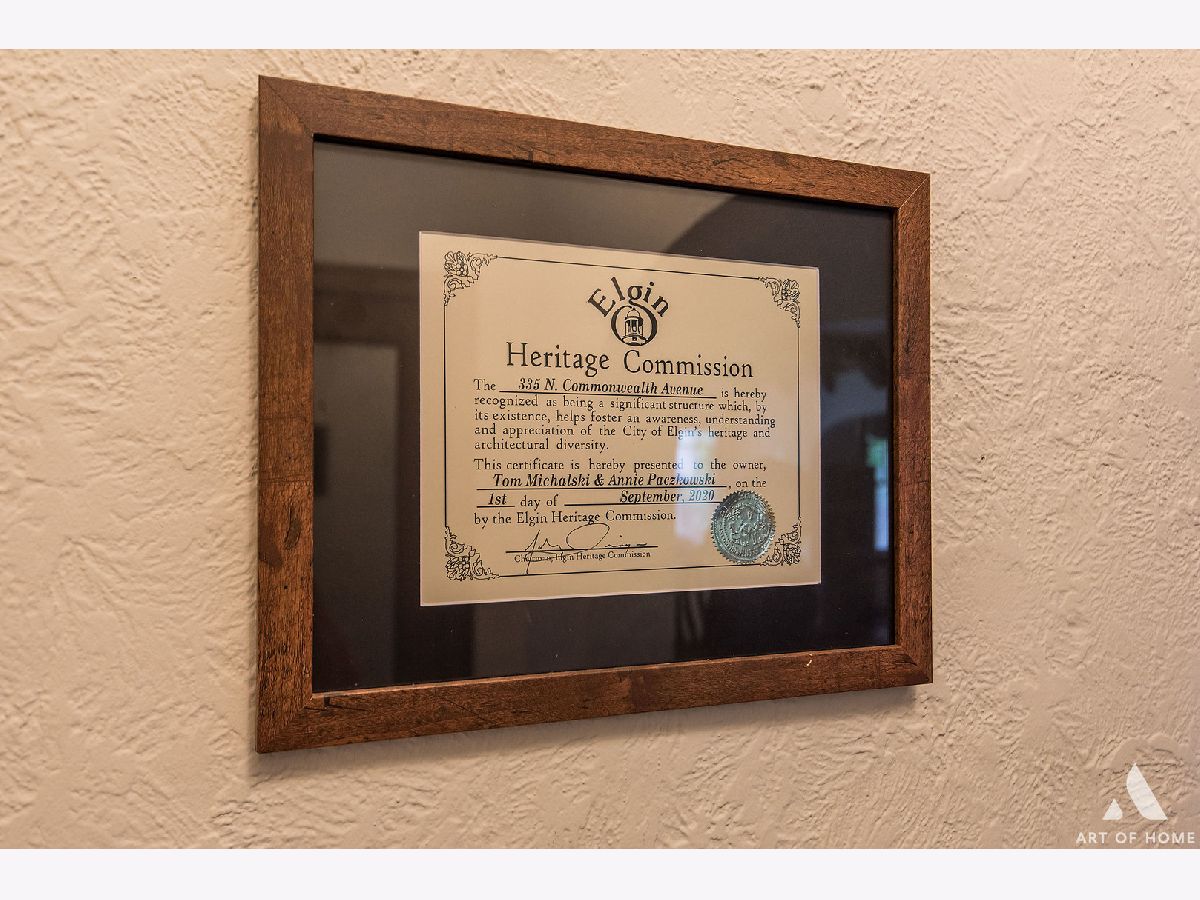 Elgin
Heritage Commission
The 335 N. Commonwealth Avenue is hereby
recognized as being a significant structure which, by
its existence, helps foster an awareness, understanding
and appreciation of the City of Elgin's heritage and
architectural diversity.
This certificate is hereby presented to the owner,
Tom Michalski & Annie Paczkowski, on the
1st day of September, 2020
by the Elgin Heritage Commission.
Elgin Heritage Commission
ART OF HOME